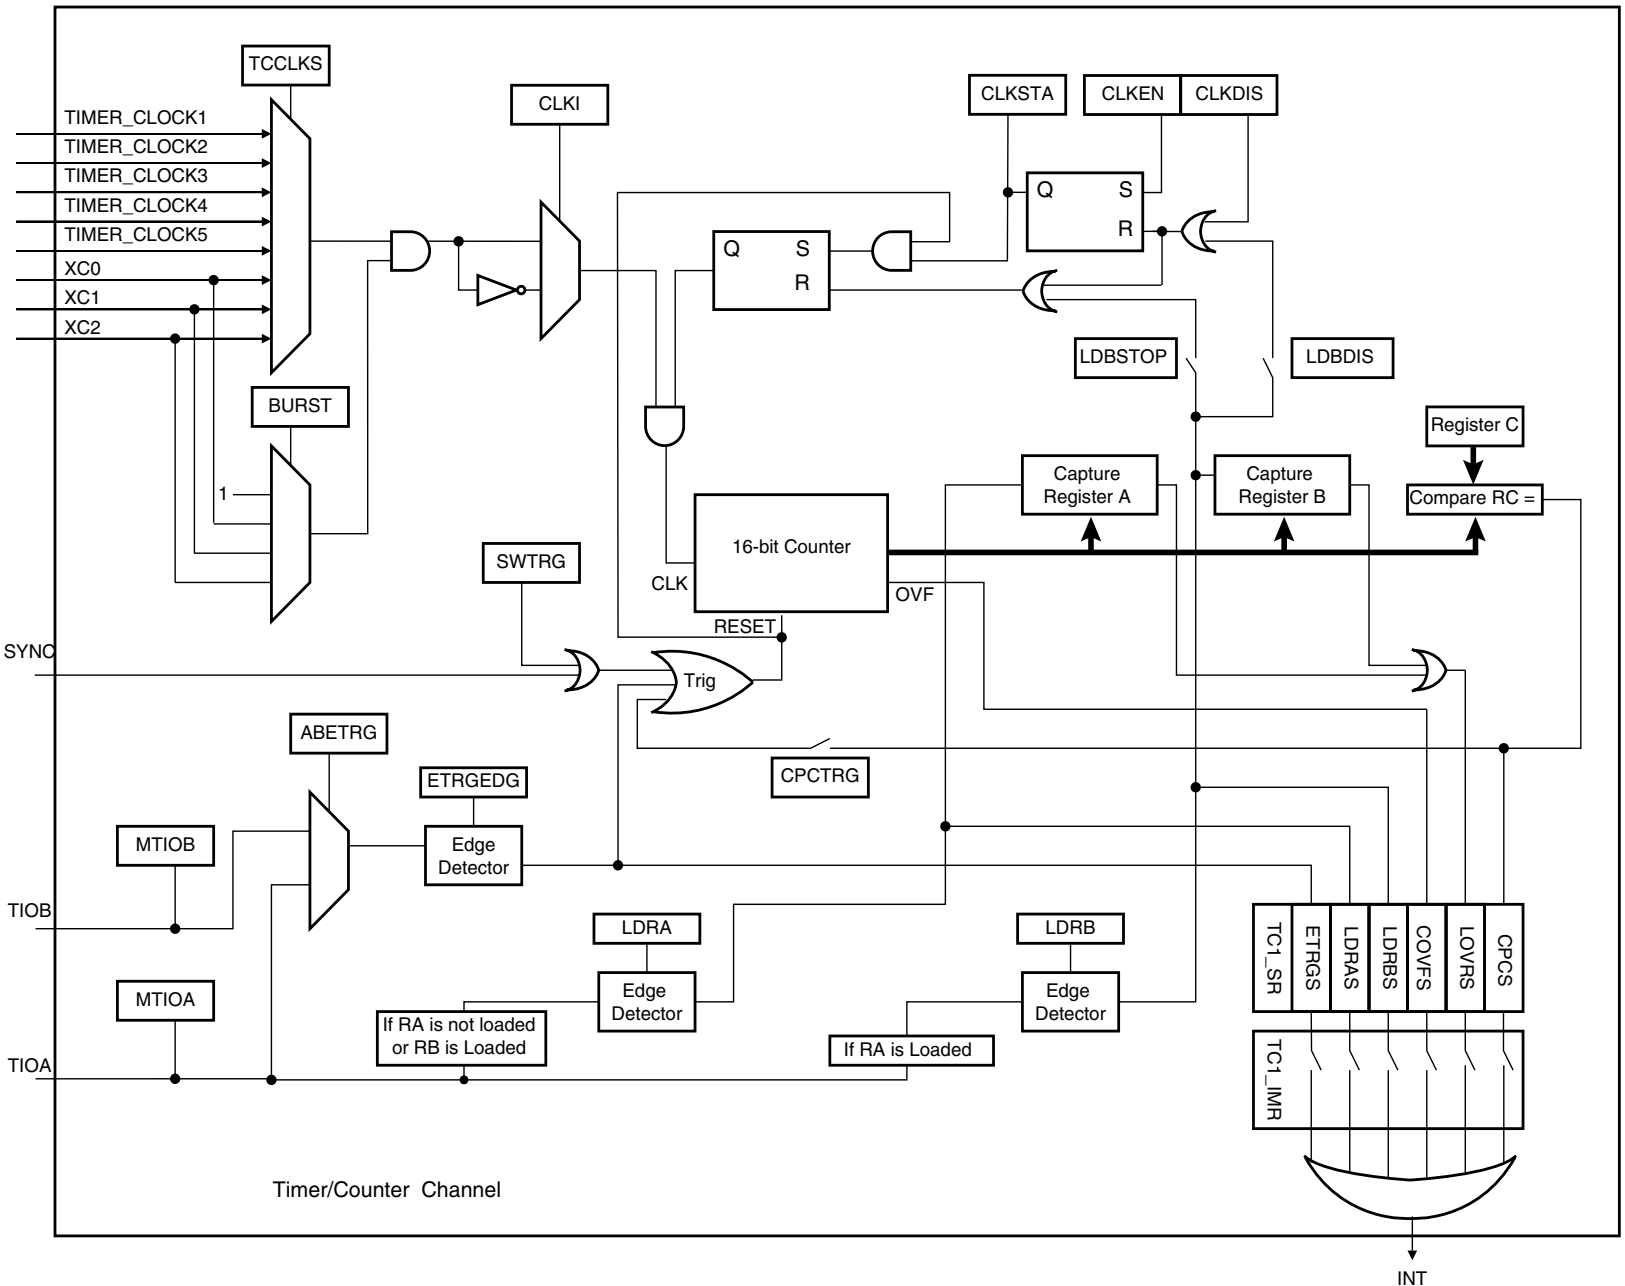 TCCLKS
CLKI
CLKSTA
CLKEN
CLKDIS
TIMER_CLOCK1
TIMER_CLOCK2
TIMER_CLOCK3
TIMER_CLOCK4
TIMER_CLOCK5
XC0
XC1
XC2
Q
S
R
Q
S
R
LDBSTOP
LDBDIS
BURST
1
Register C
Capture
Register A
Capture
Register B
Compare RC =
16-bit Counter
SWTRG
CLK
OVF
RESET
SYNC
Trig
ABETRG
ETRGEDG
CPCTRG
MTIOB
Edge
Detector
TIOB
LDRA
LDRB
MTIOA
Edge
Detector
Edge
Detector
If RA is not loaded
or RB is Loaded
If RA is Loaded
TIOA
TC1_SR
ETRGS
LDRAS
LDRBS
COVFS
LOVRS
CPCS
TC1_IMR
Timer/Counter Channel
INT